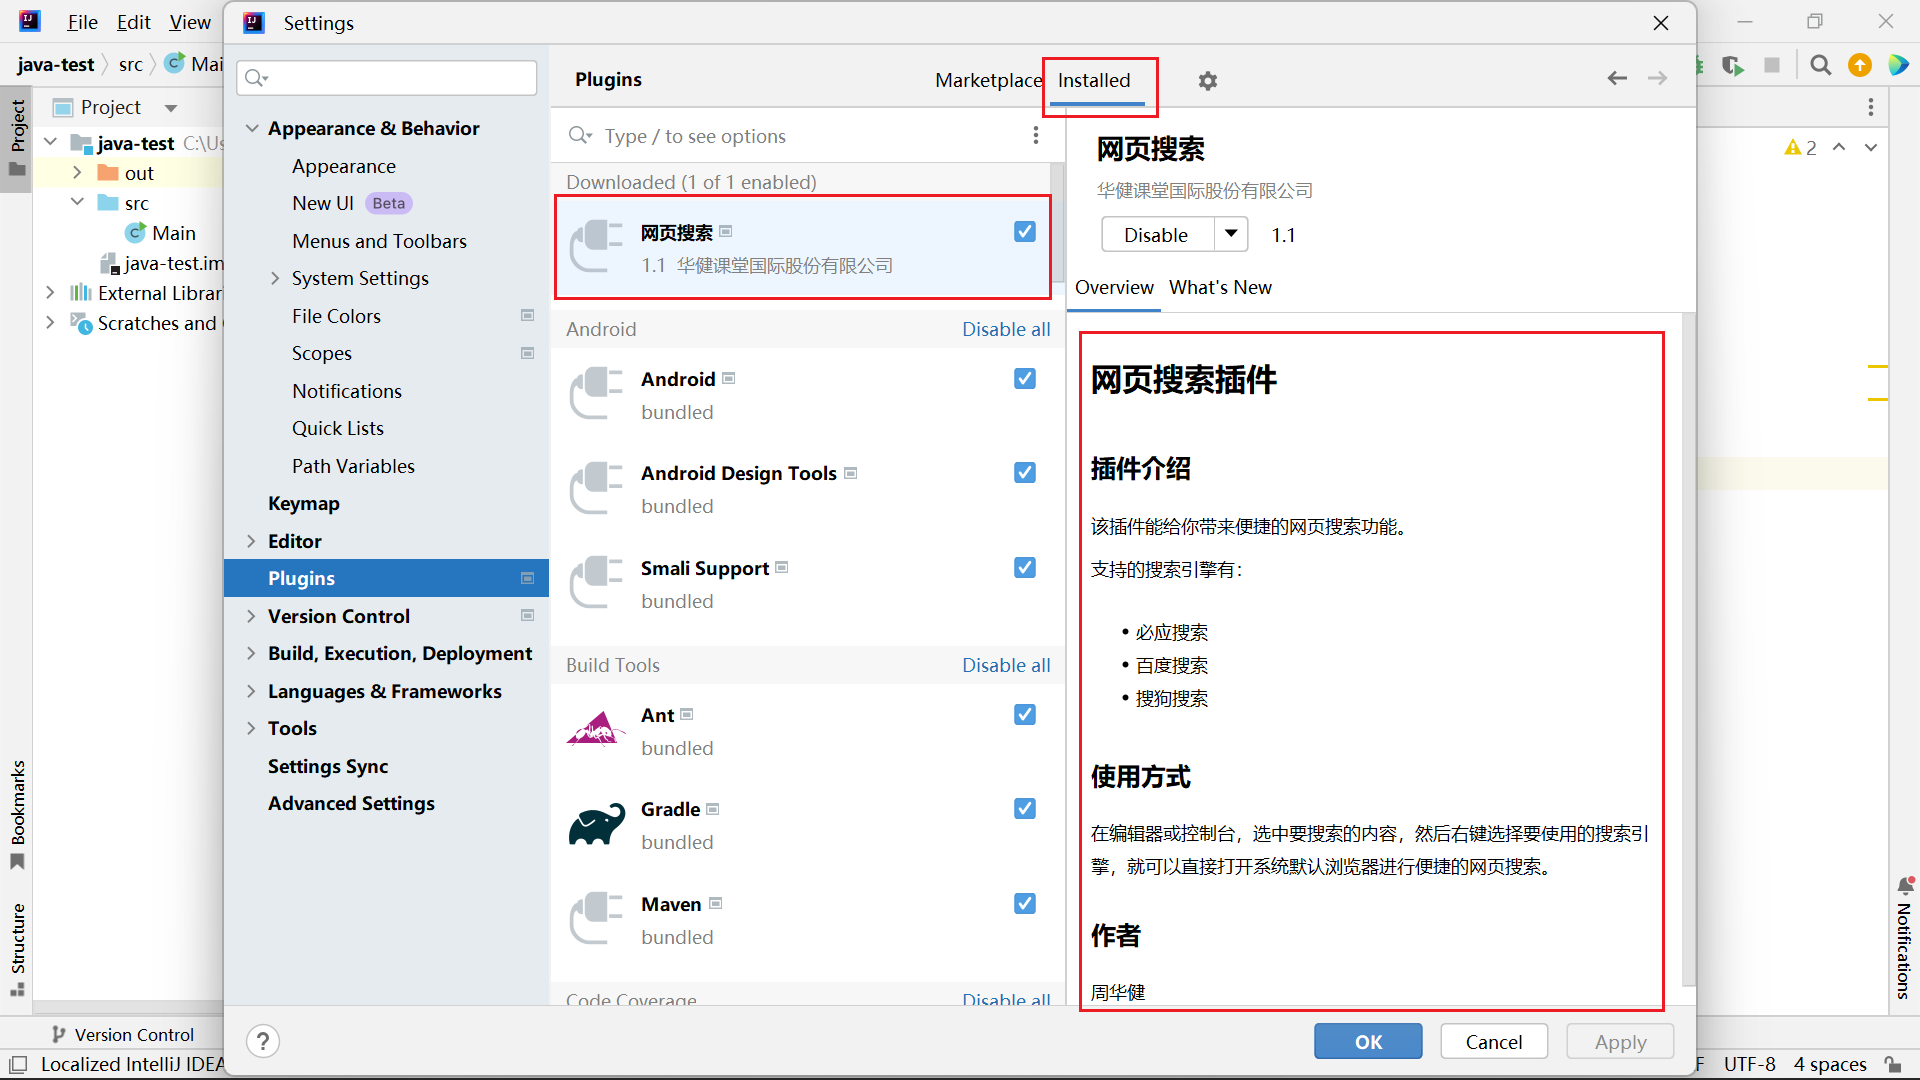 File Edit View
Settings
java-test src Mai
Project
Project
java-test C:\Us
out
src
Main
java-test.im
External Librar
Scratches and
Bookmarks
Structure
Version Control
Localized IntelliJ IDEA
Appearance & Behavior
Appearance
New UI Beta
Menus and Toolbars
System Settings
File Colors
Scopes
Notifications
Quick Lists
Path Variables
Keymap
Editor
Plugins
Version Control
Build, Execution, Deployment
Languages & Frameworks
Tools
Settings Sync
Advanced Settings
Plugins Marketplace Installed
Type / to see options
Downloaded (1 of 1 enabled)
网页搜索
1.1 华健课堂国际股份有限公司
Android Disable all
Android
bundled
Android Design Tools
bundled
Smali Support
bundled
Build Tools Disable all
Ant
bundled
Gradle
bundled
Maven
bundled
Code Coverage Disable all
网页搜索
华健课堂国际股份有限公司
Disable 1.1
Overview What's New
网页搜索插件
插件介绍
该插件能给你带来便捷的网页搜索功能。
支持的搜索引擎有：
• 必应搜索
• 百度搜索
• 搜狗搜索
使用方式
在编辑器或控制台，选中要搜索的内容，然后右键选择要使用的搜索引
擎，就可以直接打开系统默认浏览器进行便捷的网页搜索。
作者
周华健
? OK Cancel Apply
2
Notifications
F UTF-8 4 spaces